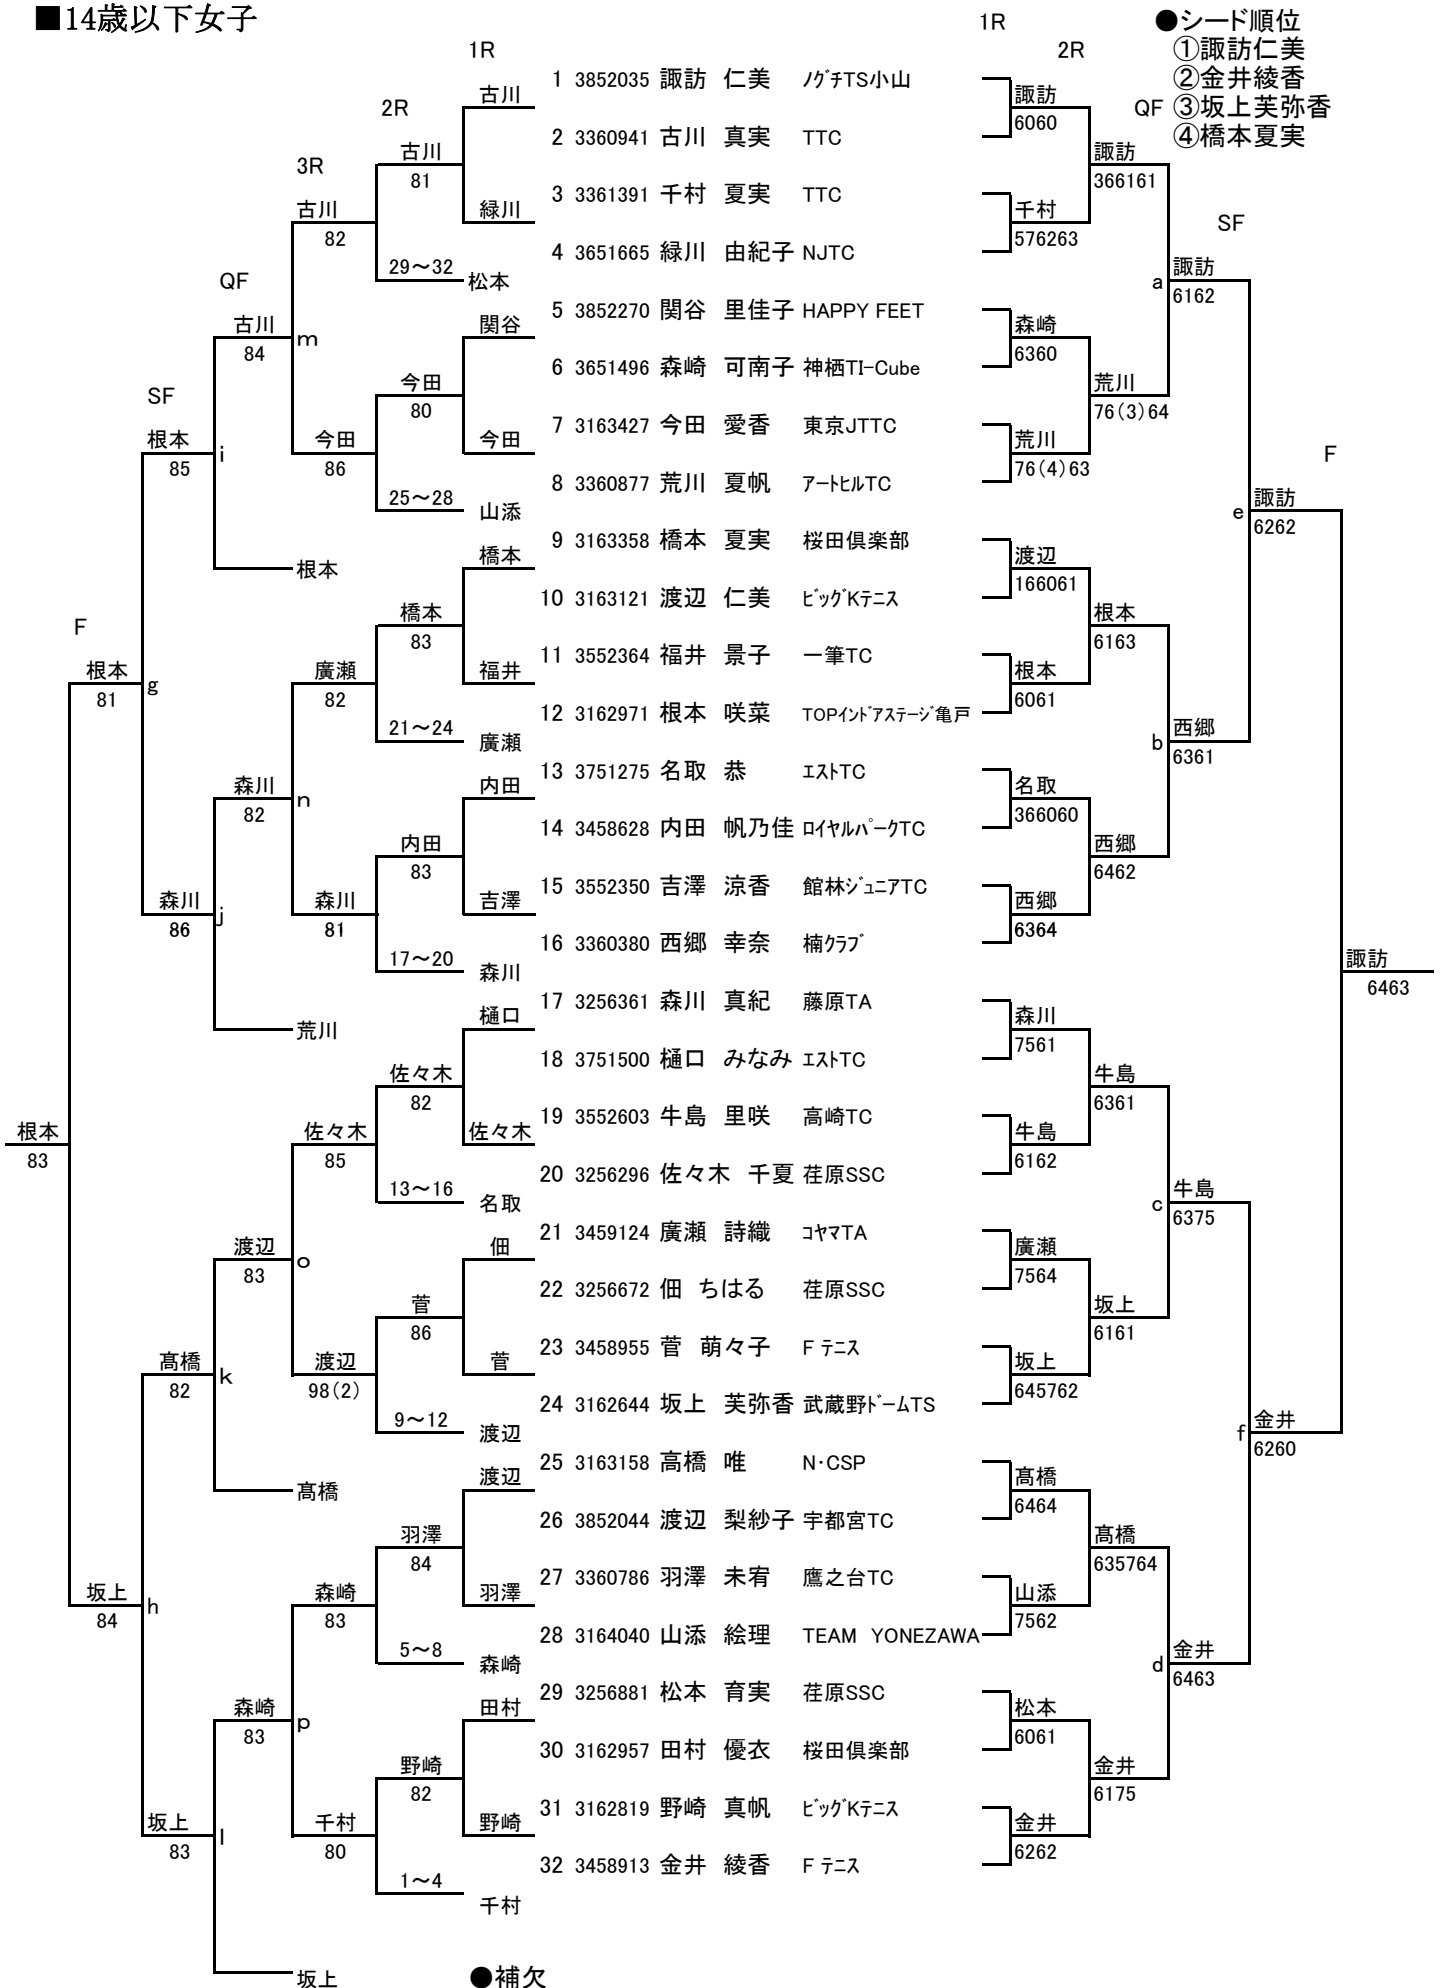 ■14歳以下女子
●シード順位
①諏訪仁美
②金井綾香
③坂上芙弥香
④橋本夏実
1R
2R
3R
QF
SF
F
1R
2R
QF
SF
F
1 3852035 諏訪 仁美 ﾉｸﾞﾁTS小山
2 3360941 古川 真実 TTC
3 3361391 千村 夏実 TTC
4 3651665 緑川 由紀子 NJTC
5 3852270 関谷 里佳子 HAPPY FEET
6 3651496 森崎 可南子 神栖TI-Cube
7 3163427 今田 愛香 東京JTTC
8 3360877 荒川 夏帆 ｱｰﾄﾋﾙTC
9 3163358 橋本 夏実 桜田倶楽部
10 3163121 渡辺 仁美 ﾋﾞｯｸﾞKﾃﾆｽ
11 3552364 福井 景子 一筆TC
12 3162971 根本 咲菜 TOPｲﾝﾄﾞｱｽﾃｰｼﾞ亀戸
13 3751275 名取 恭 ｴｽﾄTC
14 3458628 内田 帆乃佳 ﾛｲﾔﾙﾊﾟｰｸTC
15 3552350 吉澤 涼香 館林ｼﾞｭﾆｱTC
16 3360380 西郷 幸奈 楠ｸﾗﾌﾞ
17 3256361 森川 真紀 藤原TA
18 3751500 樋口 みなみ ｴｽﾄTC
19 3552603 牛島 里咲 高崎TC
20 3256296 佐々木 千夏 荏原SSC
21 3459124 廣瀬 詩織 ｺﾔﾏTA
22 3256672 佃 ちはる 荏原SSC
23 3458955 菅 萌々子 F ﾃﾆｽ
24 3162644 坂上 芙弥香 武蔵野ﾄﾞｰﾑTS
25 3163158 高橋 唯 N･CSP
26 3852044 渡辺 梨紗子 宇都宮TC
27 3360786 羽澤 未宥 鷹之台TC
28 3164040 山添 絵理 TEAM YONEZAWA
29 3256881 松本 育実 荏原SSC
30 3162957 田村 優衣 桜田倶楽部
31 3162819 野崎 真帆 ﾋﾞｯｸﾞKﾃﾆｽ
32 3458913 金井 綾香 F ﾃﾆｽ
諏訪
6060
千村
576263
森崎
6360
荒川
76(4)63
渡辺
166061
根本
6061
名取
366060
西郷
6364
森川
7561
牛島
6162
廣瀬
7564
坂上
645762
髙橋
6464
山添
7562
松本
6061
金井
6262
諏訪
366161
荒川
76(3)64
根本
6163
西郷
6462
牛島
6361
坂上
6161
髙橋
635764
金井
6175
a
諏訪
6162
b
西郷
6361
c
牛島
6375
d
金井
6463
e
諏訪
6262
f
金井
6260
諏訪
6463
古川
緑川
関谷
今田
橋本
福井
内田
吉澤
樋口
佐々木
佃
菅
渡辺
羽澤
田村
野崎
古川
81
29～32
松本
今田
80
25～28
山添
橋本
83
21～24
廣瀬
内田
83
17～20
森川
佐々木
82
13～16
名取
菅
86
9～12
渡辺
羽澤
84
5～8
森崎
野崎
82
1～4
千村
古川
82
今田
86
廣瀬
82
森川
81
佐々木
85
渡辺
98(2)
森崎
83
千村
80
古川
84
m
根本
森川
82
n
荒川
渡辺
83
o
髙橋
森崎
83
p
坂上
根本
85
i
森川
86
j
髙橋
82
k
坂上
83
l
根本
81
g
坂上
84
h
根本
83
●補欠